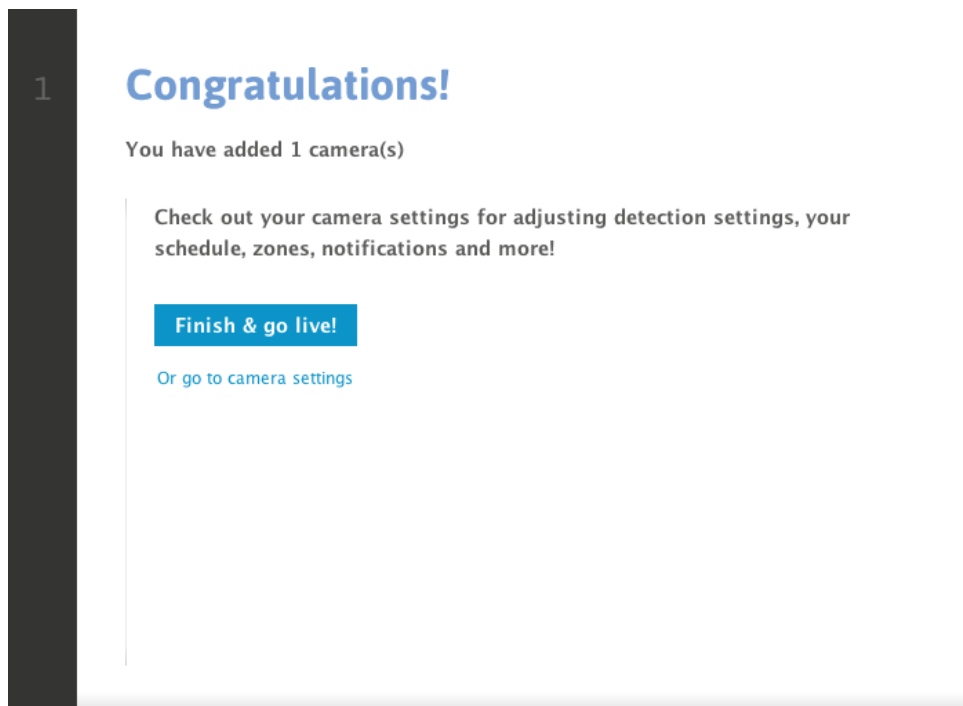 1
Congratulations!
You have added 1 camera(s)
Check out your camera settings for adjusting detection settings, your
schedule, zones, notifications and more!
Finish & go live!
Or go to camera settings